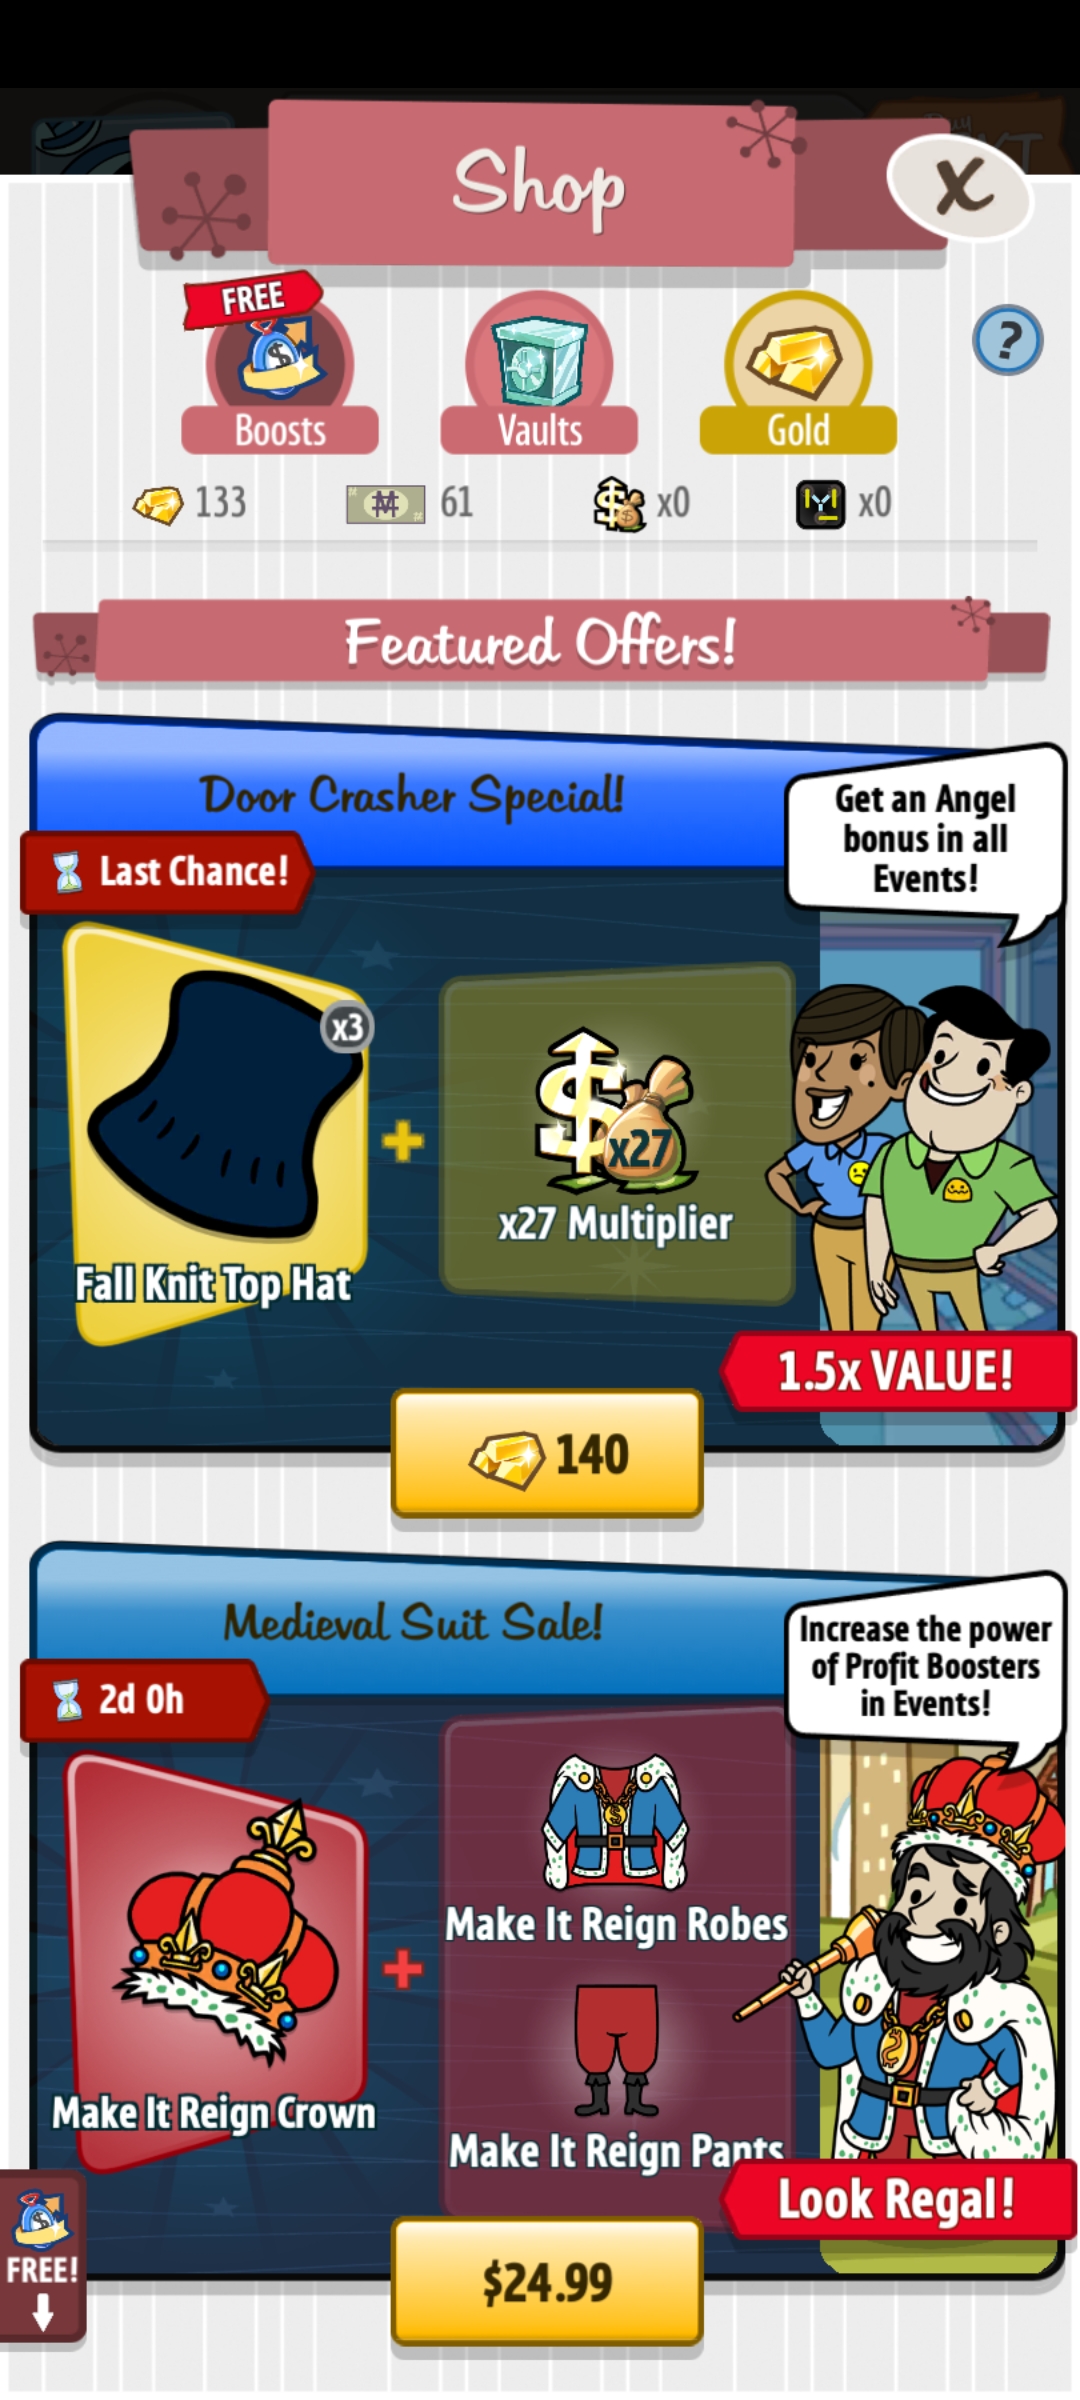 Shop
X
FREE
?
Boosts
Vaults
Gold
133
61
x0
x0
Featured Offers!
Door Crasher Special!
Get an Angel
bonus in all
Events!
Last Chance!
x3
x27
x27 Multiplier
Fall Knit Top Hat
1.5x VALUE!
140
Medieval Suit Sale!
Increase the power
of Profit Boosters
in Events!
2d 0h
Make It Reign Robes
Make It Reign Crown
Make It Reign Pants
Look Regal!
FREE!
$24.99